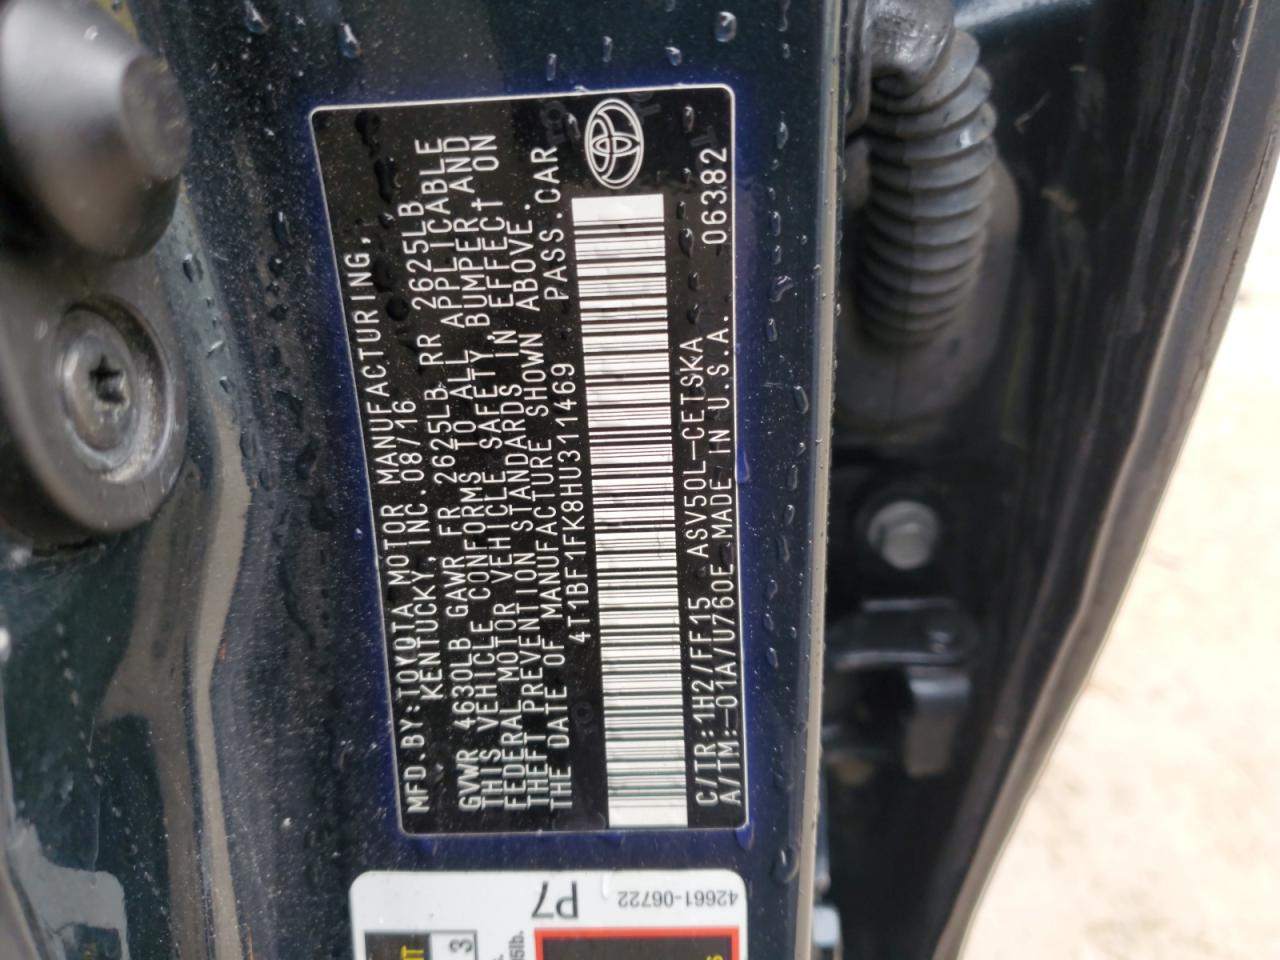 MFD.BY:TOYOTA MOTOR MANUFACTURING,
KENTUCKY, INC.08/16
GVWR 4630LB GAWR FR 2625LB RR 2625LB
THIS VEHICLE CONFORMS TO ALL APPLICABLE
FEDERAL MOTOR VEHICLE SAFETY, BUMPER, AND
THEFT PREVENTION STANDARDS IN EFFECT ON
THE DATE OF MANUFACTURE SHOWN ABOVE.
4T1BF1FK8HU311469 PASS.CAR
C/TR:1H2/FF15 ASV50L-CETSKA 06382
A/TM:-01A/U760E MADE IN U.S.A.
P7
42661-06722
3